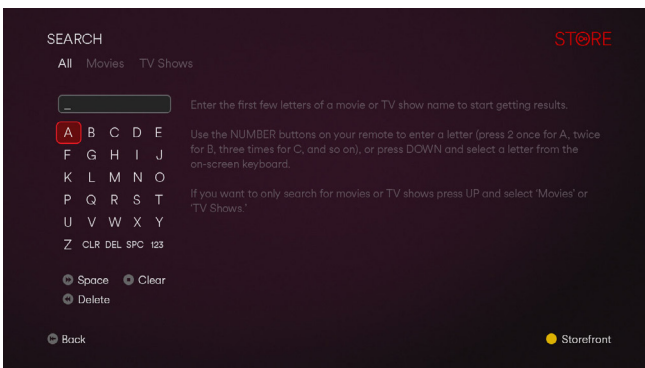 SEARCH
STORE
All Movies TV Shows
_
Enter the first few letters of a movie or TV show name to start getting results.
A B C D E
Use the NUMBER buttons on your remote to enter a letter (press 2 once for A, twice
for B, three times for C, and so on), or press DOWN and select a letter from the
on-screen keyboard.
F G H I J
K L M N O
If you want to only search for movies or TV shows press UP and select ‘Movies’ or
‘TV Shows.’
P Q R S T
U V W X Y
Z CLR DEL SPC 123
Space Clear
Delete
Back
Storefront